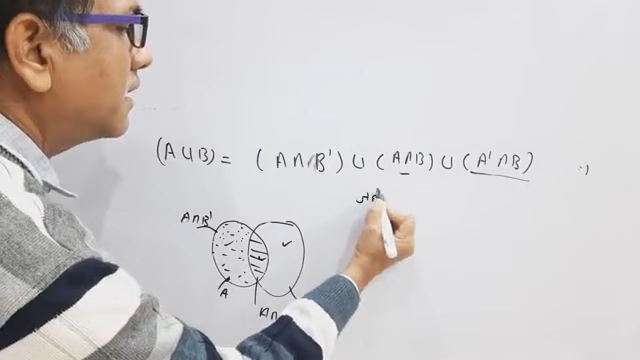 (A∪B) = (A∩B') ∪ (A∩B) ∪ (A'∩B)
A∩B'
A